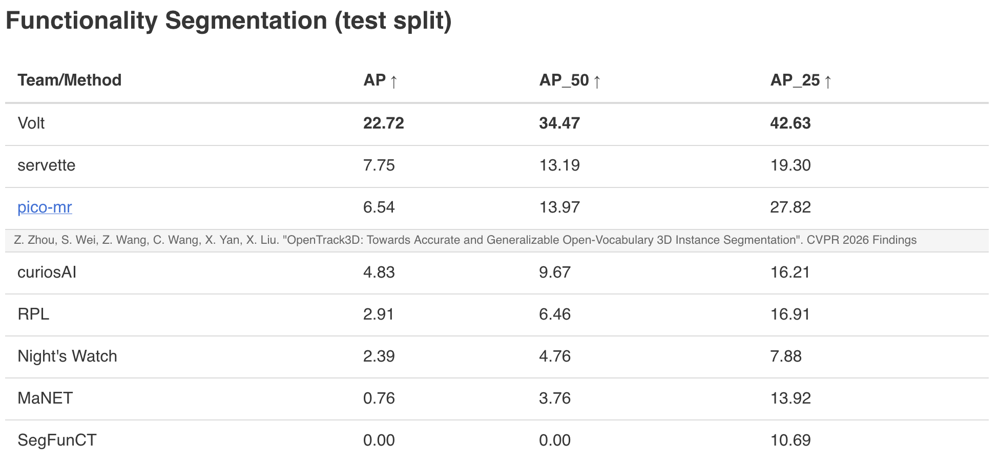 Functionality Segmentation (test split)
Team/Method AP ↑ AP_50 ↑ AP_25 ↑
Volt 22.72 34.47 42.63
servette 7.75 13.19 19.30
pico-mr 6.54 13.97 27.82
Z. Zhou, S. Wei, Z. Wang, C. Wang, X. Yan, X. Liu. "OpenTrack3D: Towards Accurate and Generalizable Open-Vocabulary 3D Instance Segmentation". CVPR 2026 Findings
curiosAI 4.83 9.67 16.21
RPL 2.91 6.46 16.91
Night's Watch 2.39 4.76 7.88
MaNET 0.76 3.76 13.92
SegFunCT 0.00 0.00 10.69